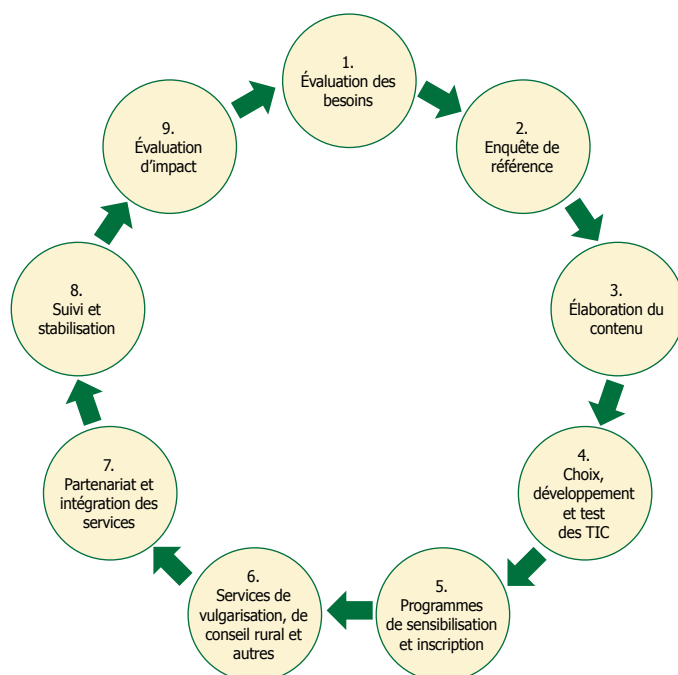 1.
Évaluation des
besoins
2.
Enquête de
référence
3.
Élaboration du
contenu
4.
Choix,
développement
et test
des TIC
5.
Programmes
de sensibilisation
et inscription
6.
Services de
vulgarisation, de
conseil rural et
autres
7.
Partenariat et
intégration des
services
8.
Suivi et
stabilisation
9.
Évaluation
d’impact